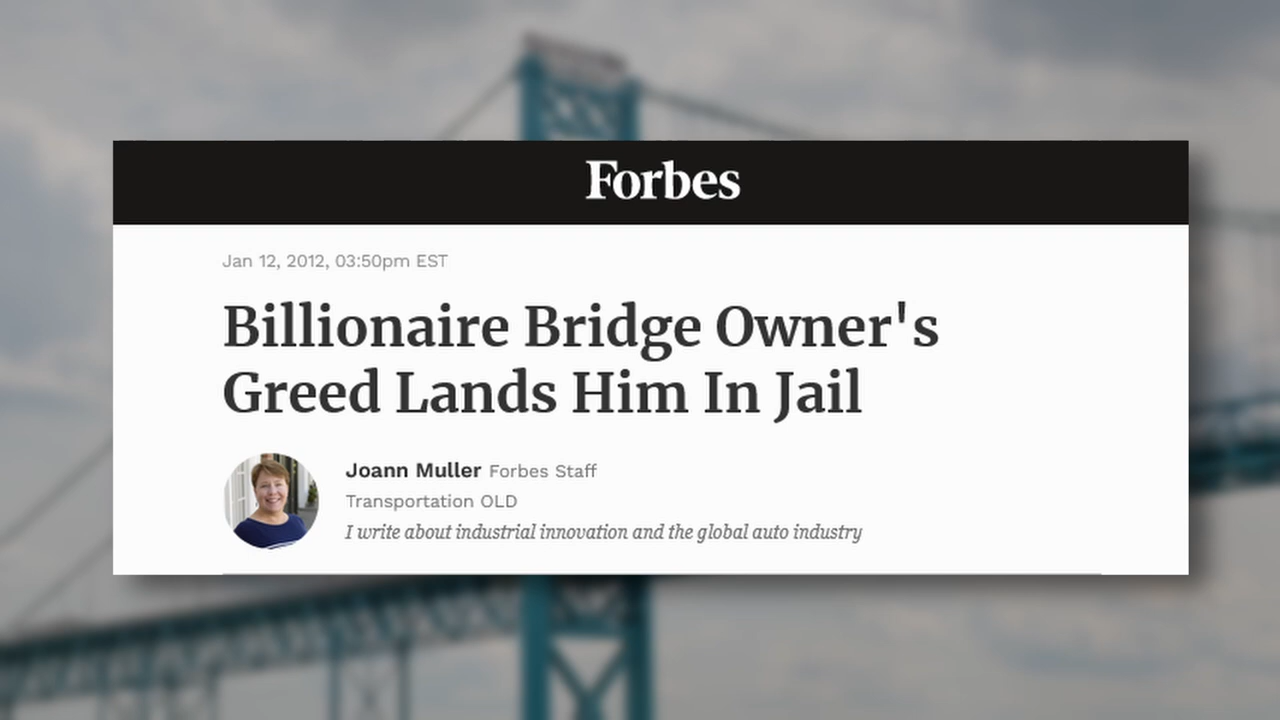 Forbes
Jan 12, 2012, 03:50pm EST
Billionaire Bridge Owner's
Greed Lands Him In Jail
Joann Muller Forbes Staff
Transportation OLD
I write about industrial innovation and the global auto industry